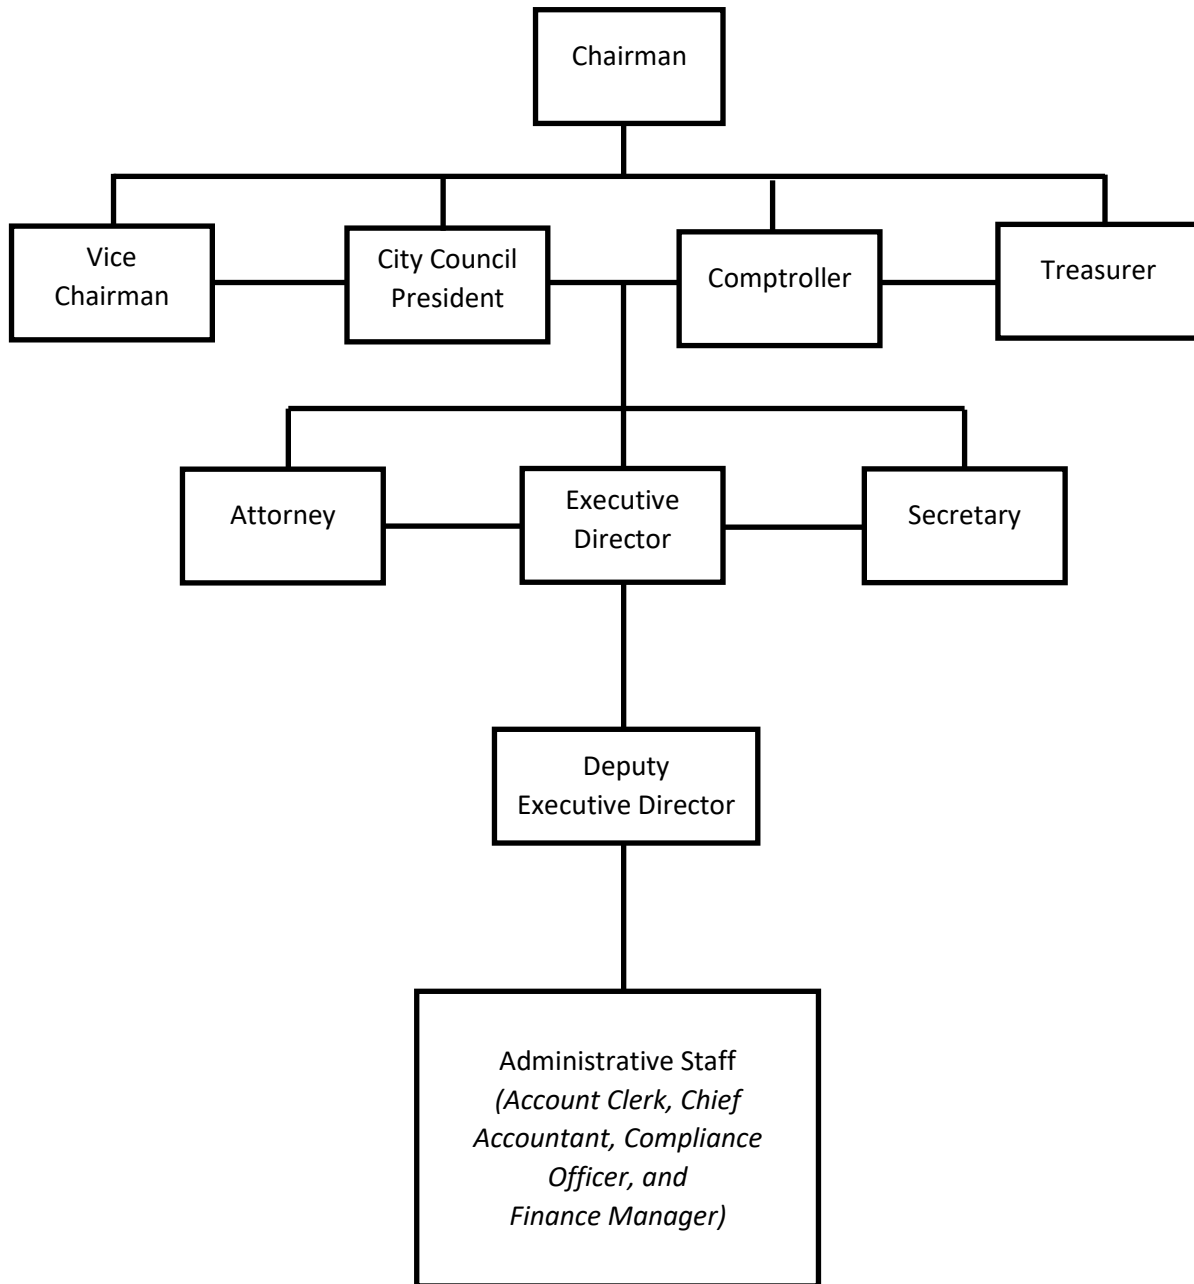 Chairman
Vice
Chairman
City Council
President
Comptroller
Treasurer
Attorney
Executive
Director
Secretary
Deputy
Executive Director
Administrative Staff
(Account Clerk, Chief
Accountant, Compliance
Officer, and
Finance Manager)